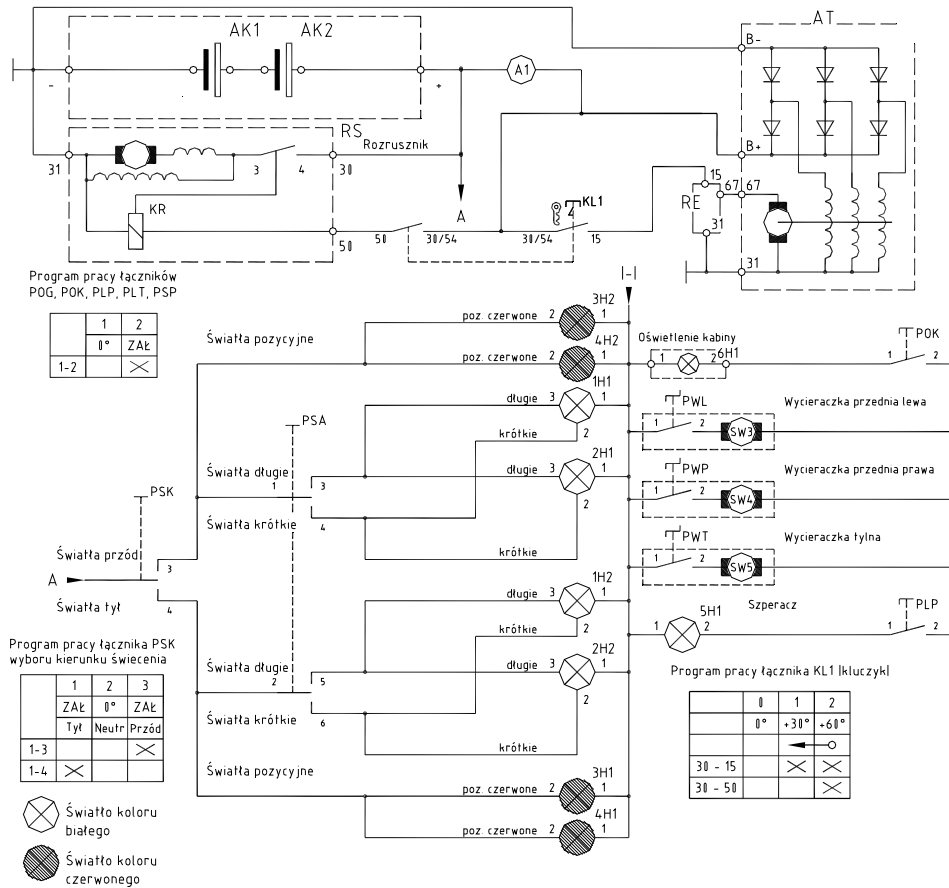 AK1 AK2 AT
B-
A1
- +
RS
Rozrusznik
B+
31 3 4 30
15
KR A KL1 RE 67 67
50 50 30/54 30/54 15 31
31
Program pracy łączników
POG, POK, PLP, PLT, PSP
1 2
0° ZAŁ
1-2
|-|
Światła pozycyjne
poz. czerwone 2 3H2 1
poz. czerwone 2 4H2 1
Oświetlenie kabiny
1 2 6H1
POK
1 2
długie 3 1H1 1
krótkie 2
PWL
Wycieraczka przednia lewa
1 2 SW3
PSA
Światła długie
1 3
długie 3 2H1 1
PWP
Wycieraczka przednia prawa
1 2 SW4
PSK
Światła krótkie
4
2
krótkie
PWT
Wycieraczka tylna
1 2 SW5
Światła przód
3
A
Światła tył
4
1H2
długie 3 1
krótkie 2
5H1
Szperacz
1 2
PLP
1 2
Program pracy łącznika PSK
wyboru kierunku świecenia
1 2 3
ZAŁ 0° ZAŁ
Tył Neutr Przód
1-3
1-4
Światła długie
2 5
długie 3 2H2 1
Światła krótkie
6
2
krótkie
Program pracy łącznika KL1 |kluczyk|
0 1 2
0° +30° +60°
30 - 15
30 - 50
Światła pozycyjne
poz. czerwone 2 3H1 1
poz. czerwone 2 4H1 1
Światło koloru
białego
Światło koloru
czerwonego